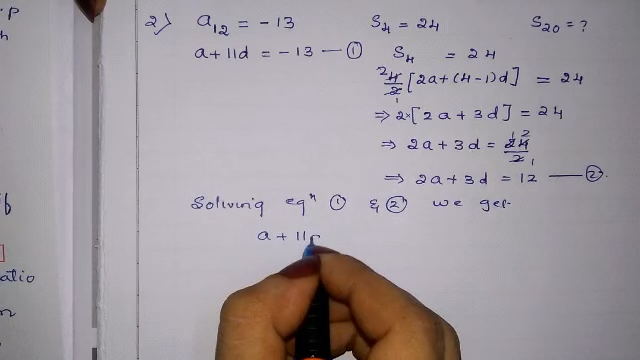 .p
h
2) a₁₂ = -13 S₄ = 24 S₂₀ = ?
a + 11d = -13 — ①
S₄ = 24
4/2 [2a + (4-1)d] = 24
⇒ 2×[2a + 3d] = 24
⇒ 2a + 3d = 24/2
⇒ 2a + 3d = 12 — ②
Solving eqⁿ ① & ② we get
a + 11
atio
n